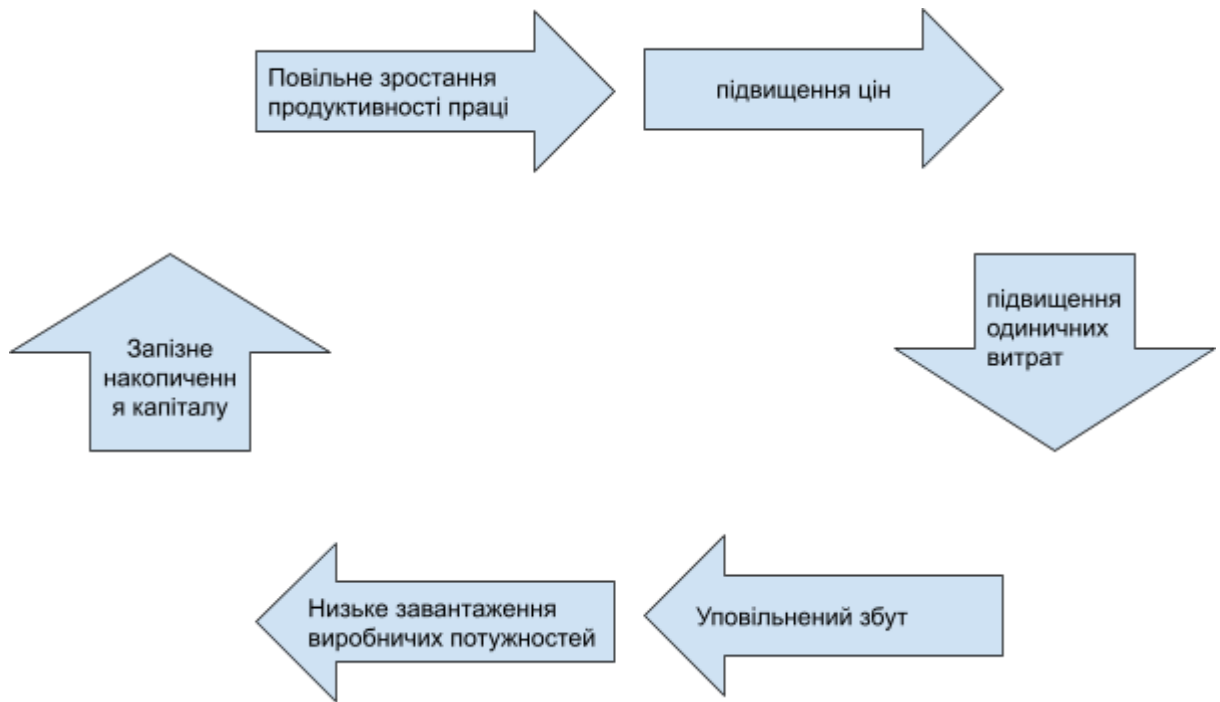 Повільне зростання
продуктивності праці
підвищення цін
підвищення
одиничних
витрат
Уповільнений збут
Низьке завантаження
виробничих потужностей
Запізне
накопиченн
я капіталу